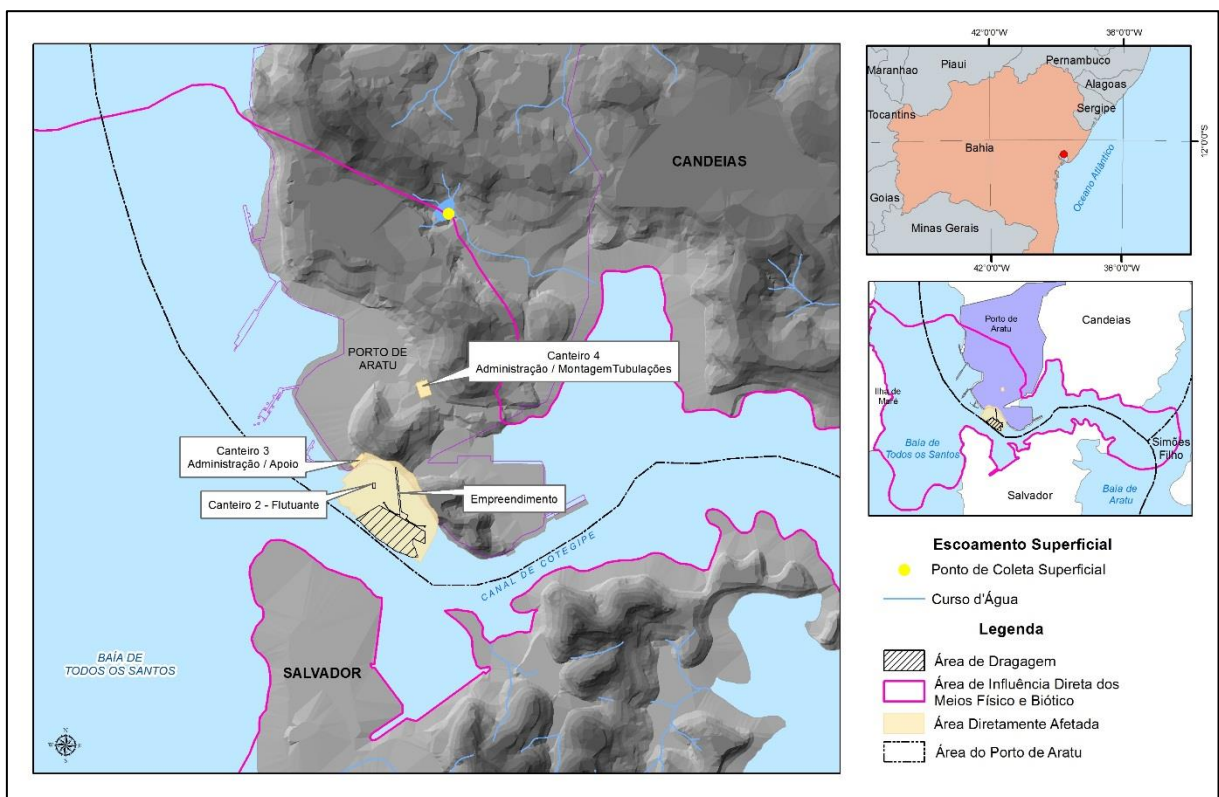 CANDEIAS
PORTO DE
ARATU
Canteiro 4
Administração / MontagemTubulações
Canteiro 3
Administração / Apoio
Canteiro 2 - Flutuante
Empreendimento
CANAL DE COTEGIPE
BAÍA DE
TODOS OS SANTOS
SALVADOR
N
W
E
S
42°0'0"W
38°0'0"W
Maranhao
Piaui
Pernambuco
Alagoas
Sergipe
Tocantins
Bahia
12°0'0"S
Oceano Atlântico
Goias
Minas Gerais
42°0'0"W
38°0'0"W
Porto de
Aratu
Candeias
Ilha de
Maré
Baía de
Todos os Santos
Simões
Filho
Salvador
Baía de
Aratu
Escoamento Superficial
Ponto de Coleta Superficial
Curso d'Água
Legenda
Área de Dragagem
Área de Influência Direta dos
Meios Físico e Biótico
Área Diretamente Afetada
Área do Porto de Aratu